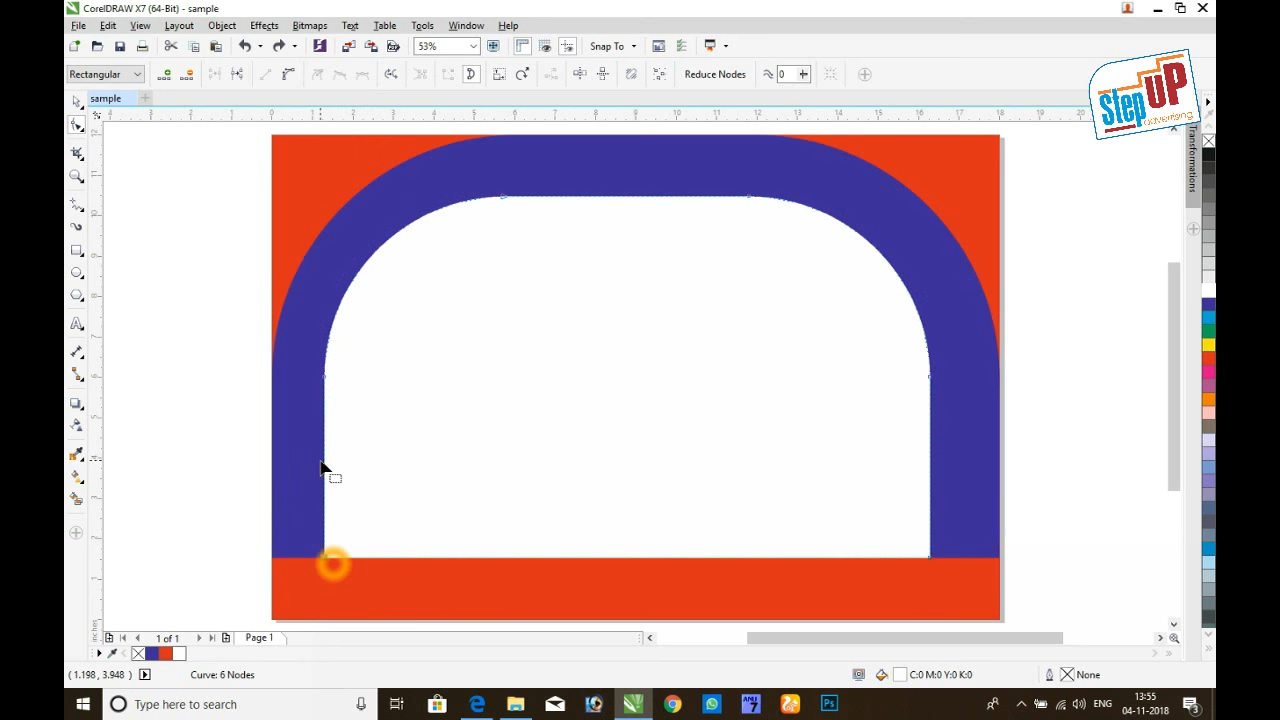 CorelDRAW X7 (64-Bit) - sample
File Edit View Layout Object Effects Bitmaps Text Table Tools Window Help
53% Snap To
Rectangular Reduce Nodes 0
sample
Step UP
advertising
Transformations
inches
1 of 1 Page 1
( 1.198, 3.948 ) Curve: 6 Nodes C:0 M:0 Y:0 K:0 None
Type here to search
ENG
13:55
04-11-2018